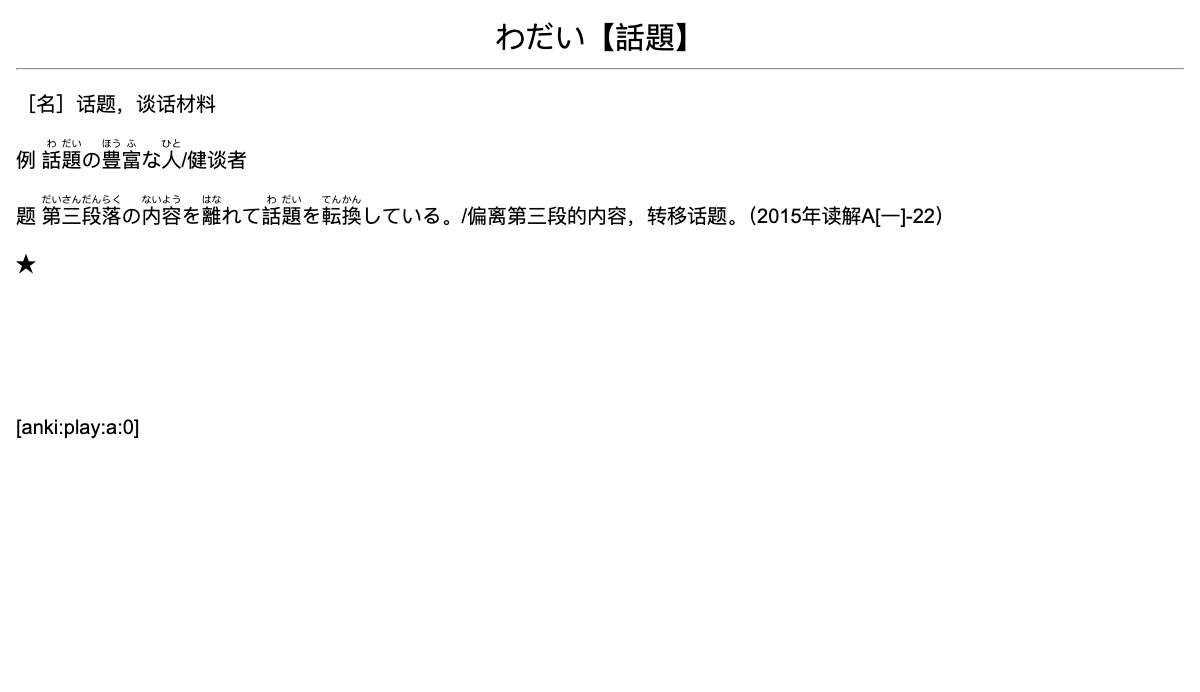 わだい【話題】
［名］话题，谈话材料
例 話題の豊富な人/健谈者
わ だい ほう ふ ひと
題 第三段落の内容を離れて話題を転換している。/偏离第三段的内容，转移话题。（2015年读解A[一]-22）
だいさんだんらく ないよう はな わ だい てんかん
★
[anki:play:a:0]